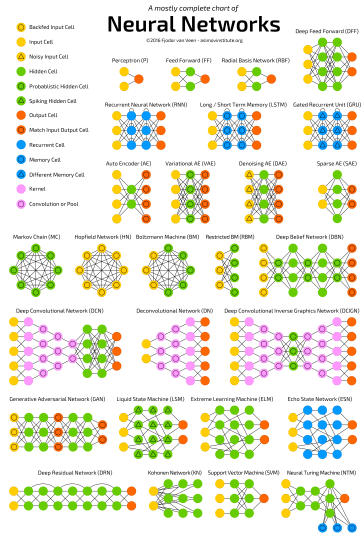 A mostly complete chart of
Neural Networks
©2016 Fjodor van Veen - asimovinstitute.org
Backfed Input Cell
Input Cell
Noisy Input Cell
Hidden Cell
Probablistic Hidden Cell
Spiking Hidden Cell
Output Cell
Match Input Output Cell
Recurrent Cell
Memory Cell
Different Memory Cell
Kernel
Convolution or Pool
Deep Feed Forward (DFF)
Perceptron (P)
Feed Forward (FF)
Radial Basis Network (RBF)
Recurrent Neural Network (RNN)
Long / Short Term Memory (LSTM)
Gated Recurrent Unit (GRU)
Auto Encoder (AE)
Variational AE (VAE)
Denoising AE (DAE)
Sparse AE (SAE)
Markov Chain (MC)
Hopfield Network (HN)
Boltzmann Machine (BM)
Restricted BM (RBM)
Deep Belief Network (DBN)
Deep Convolutional Network (DCN)
Deconvolutional Network (DN)
Deep Convolutional Inverse Graphics Network (DCIGN)
Generative Adversarial Network (GAN)
Liquid State Machine (LSM)
Extreme Learning Machine (ELM)
Echo State Network (ESN)
Deep Residual Network (DRN)
Kohonen Network (KN)
Support Vector Machine (SVM)
Neural Turing Machine (NTM)